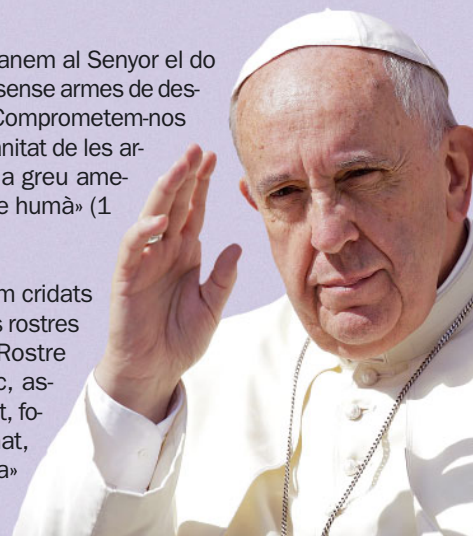 anem al Senyor el do
sense armes de des-
Comprometem-nos
nitat de les ar-
a greu ame-
e humà» (1
m cridats
s rostres
Rostre
c, as-
t, fo-
nat,
a»